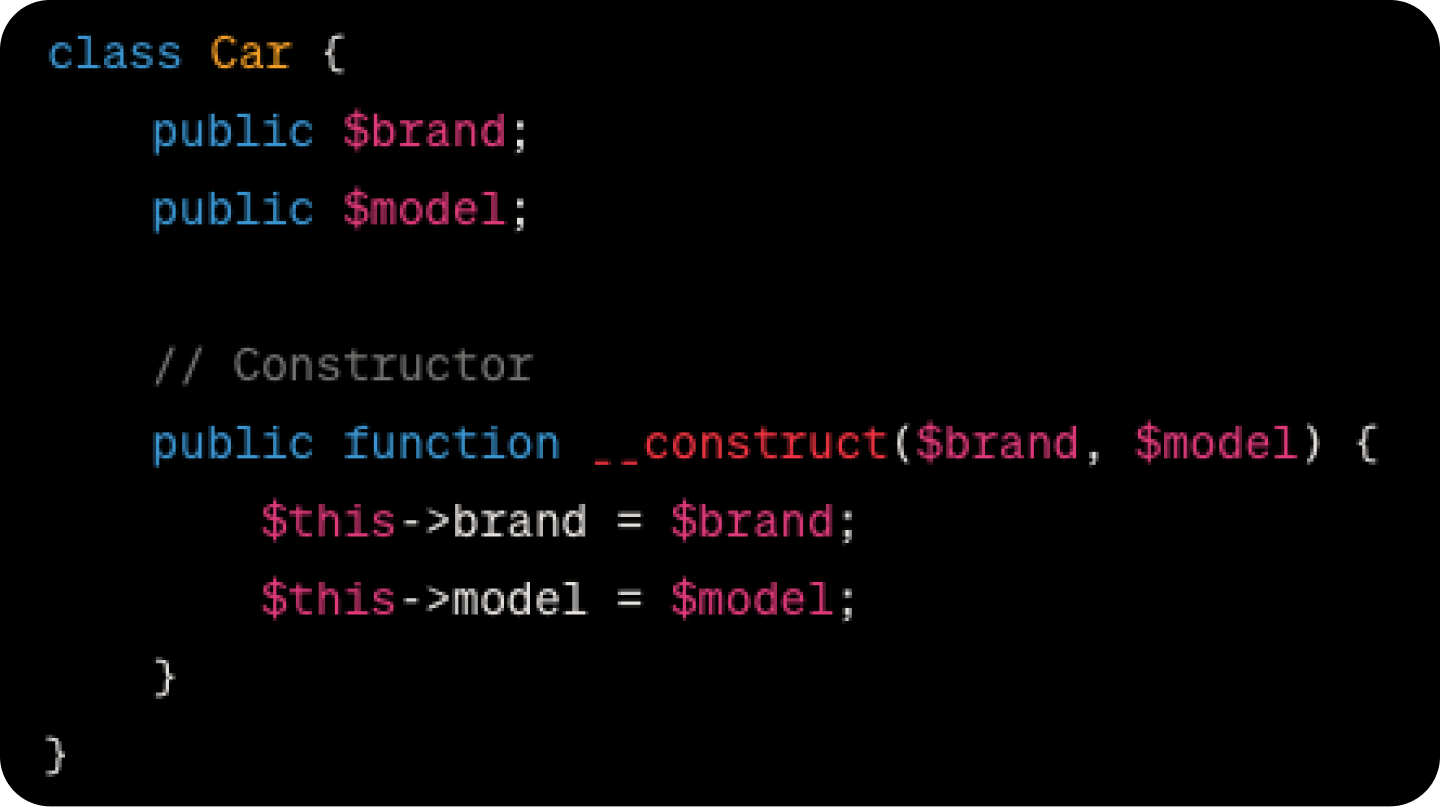 class Car {
    public $brand;
    public $model;

    // Constructor
    public function __construct($brand, $model) {
        $this->brand = $brand;
        $this->model = $model;
    }
}